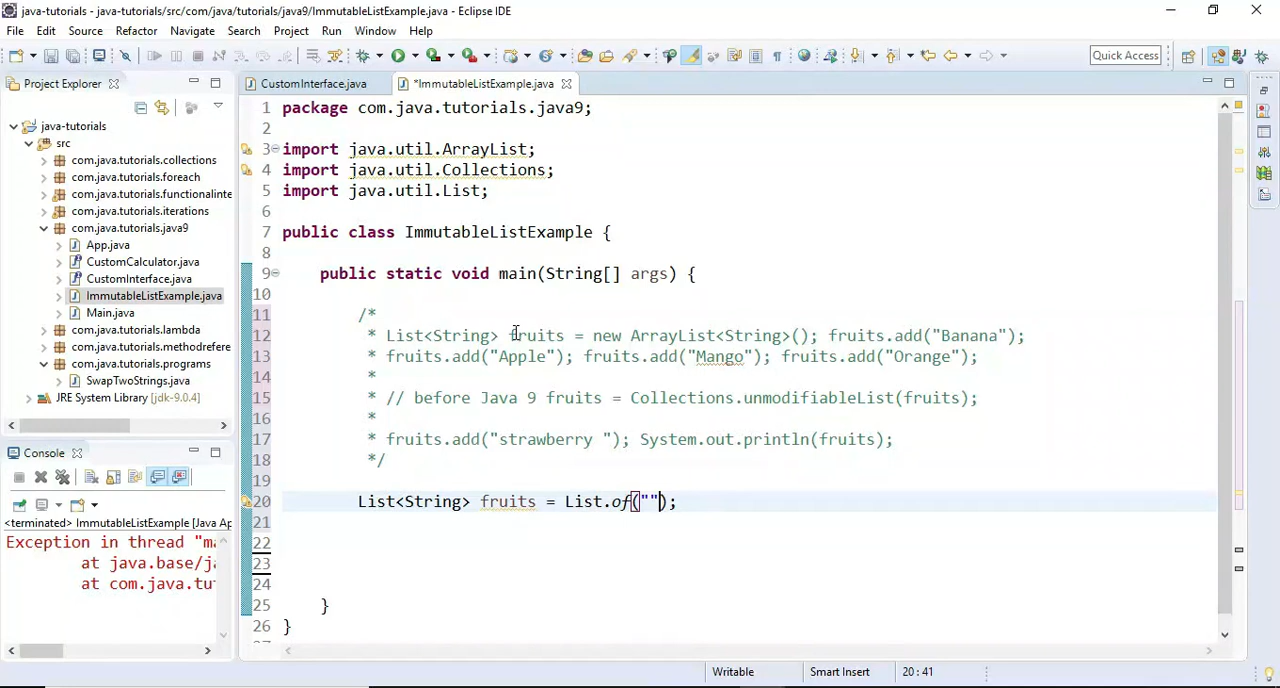 java-tutorials - java-tutorials/src/com/java/tutorials/java9/ImmutableListExample.java - Eclipse IDE
File Edit Source Refactor Navigate Search Project Run Window Help
Quick Access
Project Explorer
CustomInterface.java
*ImmutableListExample.java
java-tutorials
src
com.java.tutorials.collections
com.java.tutorials.foreach
com.java.tutorials.functionalinte
com.java.tutorials.iterations
com.java.tutorials.java9
App.java
CustomCalculator.java
CustomInterface.java
ImmutableListExample.java
Main.java
com.java.tutorials.lambda
com.java.tutorials.methodrefere
com.java.tutorials.programs
SwapTwoStrings.java
JRE System Library [jdk-9.0.4]
1 package com.java.tutorials.java9;
2
3 import java.util.ArrayList;
4 import java.util.Collections;
5 import java.util.List;
6
7 public class ImmutableListExample {
8
9 public static void main(String[] args) {
10
11 /*
12 * List<String> fruits = new ArrayList<String>(); fruits.add("Banana");
13 * fruits.add("Apple"); fruits.add("Mango"); fruits.add("Orange");
14 *
15 * // before Java 9 fruits = Collections.unmodifiableList(fruits);
16 *
17 * fruits.add("strawberry "); System.out.println(fruits);
18 */
19
20 List<String> fruits = List.of("");
21
22
23
24
25 }
26 }
Console
<terminated> ImmutableListExample [Java Ap
Exception in thread "ma
at java.base/ja
at com.java.tut
Writable
Smart Insert
20 : 41